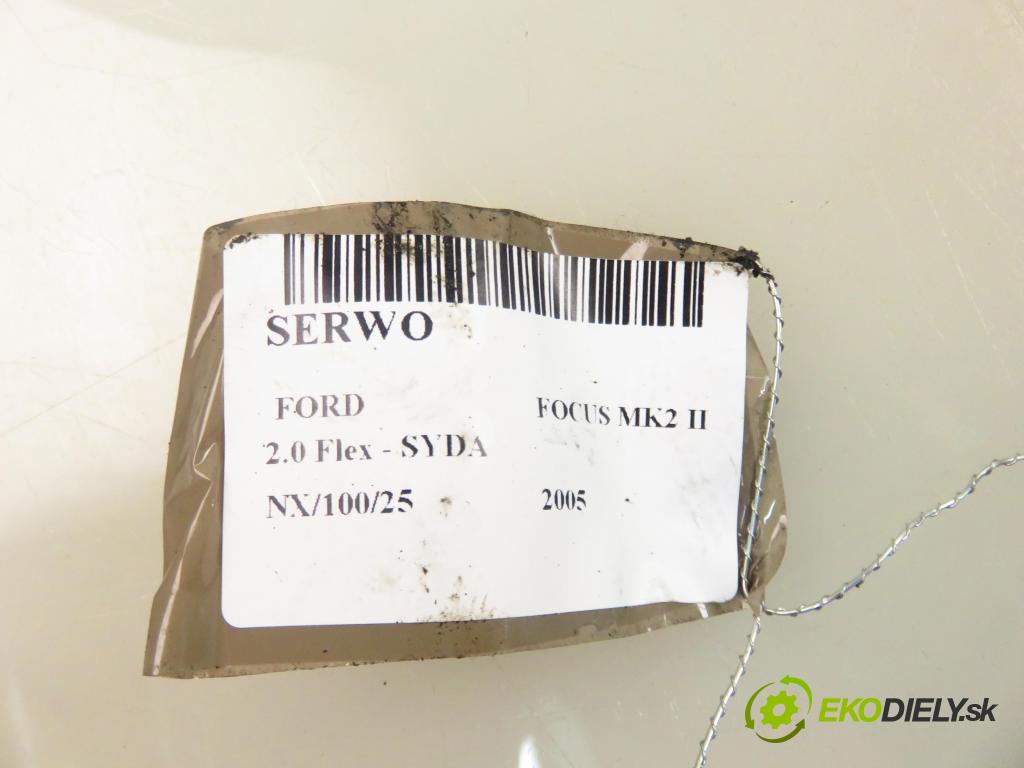 SERWO
FORD FOCUS MK2 II
2.0 Flex - SYDA
NX/100/25 2005
EKODIELY.sk